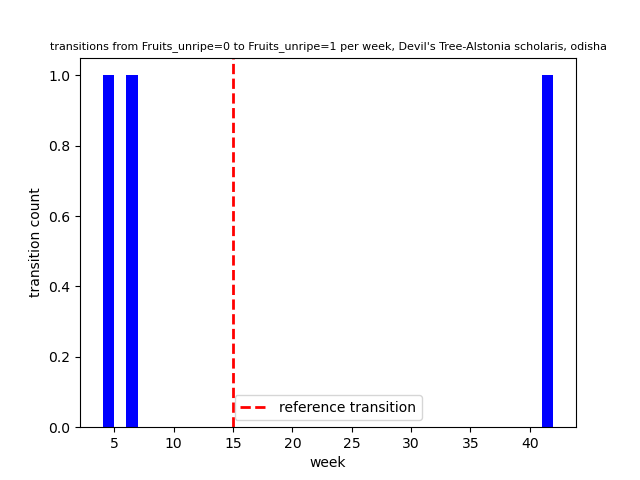 transitions from Fruits_unripe=0 to Fruits_unripe=1 per week, Devil's Tree-Alstonia scholaris, odisha
1.0
0.8
0.6
0.4
0.2
0.0
transition count
reference transition
5 10 15 20 25 30 35 40
week